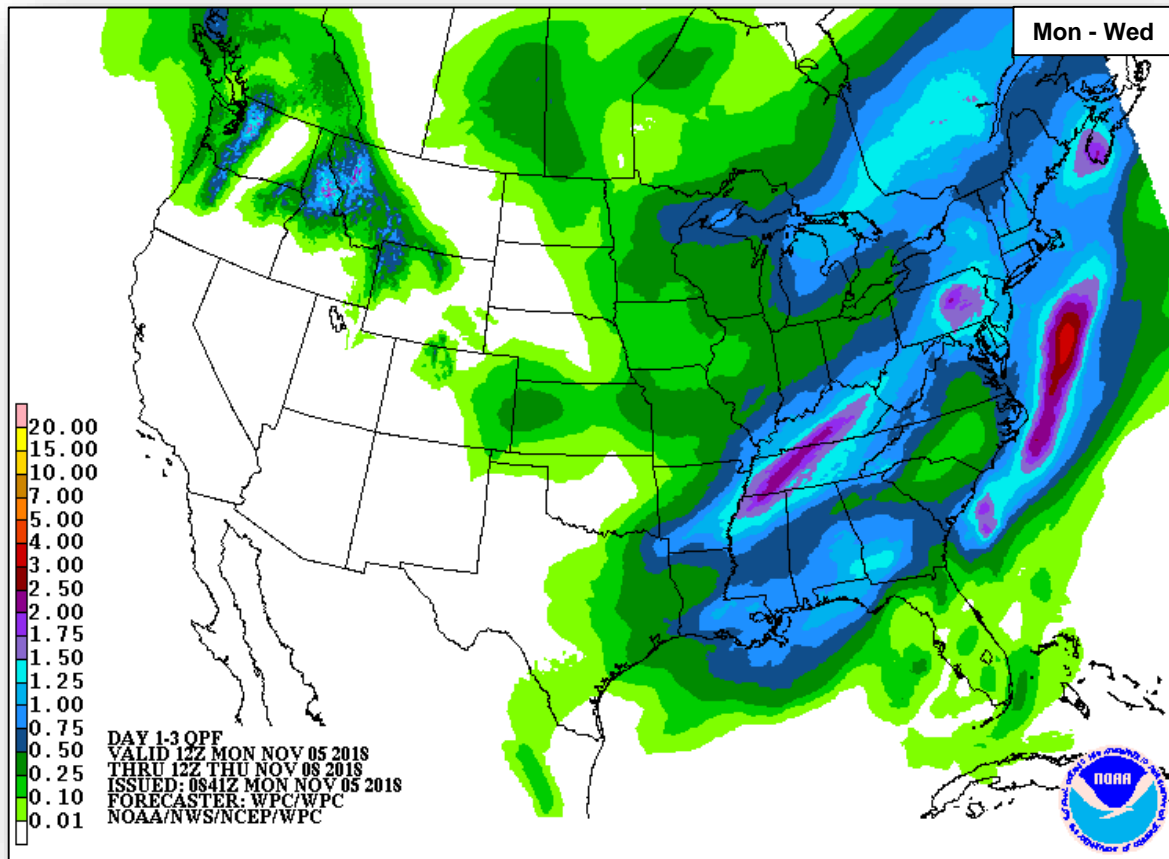 Mon - Wed
20.00
15.00
10.00
7.00
5.00
4.00
3.00
2.50
2.00
1.75
1.50
1.25
1.00
0.75
0.50
0.25
0.10
0.01
DAY 1-3 QPF
VALID 12Z MON NOV 05 2018
THRU 12Z THU NOV 08 2018
ISSUED: 0841Z MON NOV 05 2018
FORECASTER: WPC/WPC
NOAA/NWS/NCEP/WPC
NOAA